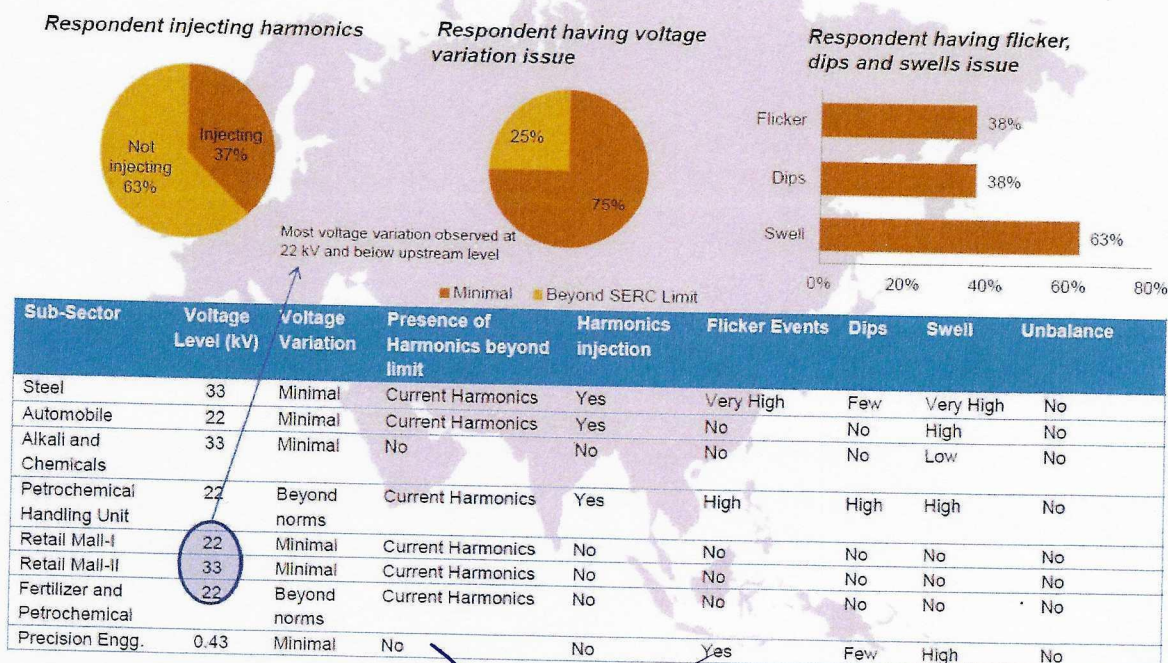 Respondent injecting harmonics
Respondent having voltage
variation issue
Respondent having flicker,
dips and swells issue
Injecting
37%
Not
injecting
63%
25%
75%
Flicker
38%
Dips
38%
Swell
63%
0% 20% 40% 60% 80%
Most voltage variation observed at
22 kV and below upstream level
Minimal Beyond SERC Limit
Sub-Sector Voltage Level (kV) Voltage Variation Presence of Harmonics beyond limit Harmonics injection Flicker Events Dips Swell Unbalance
Steel 33 Minimal Current Harmonics Yes Very High Few Very High No
Automobile 22 Minimal Current Harmonics Yes No No High No
Alkali and Chemicals 33 Minimal No No No No Low No
Petrochemical Handling Unit 22 Beyond norms Current Harmonics Yes High High High No
Retail Mall-I 22 Minimal Current Harmonics No No No No No
Retail Mall-II 33 Minimal Current Harmonics No No No No No
Fertilizer and Petrochemical 22 Beyond norms Current Harmonics No No No No No
Precision Engg. 0.43 Minimal No No Yes Few High No